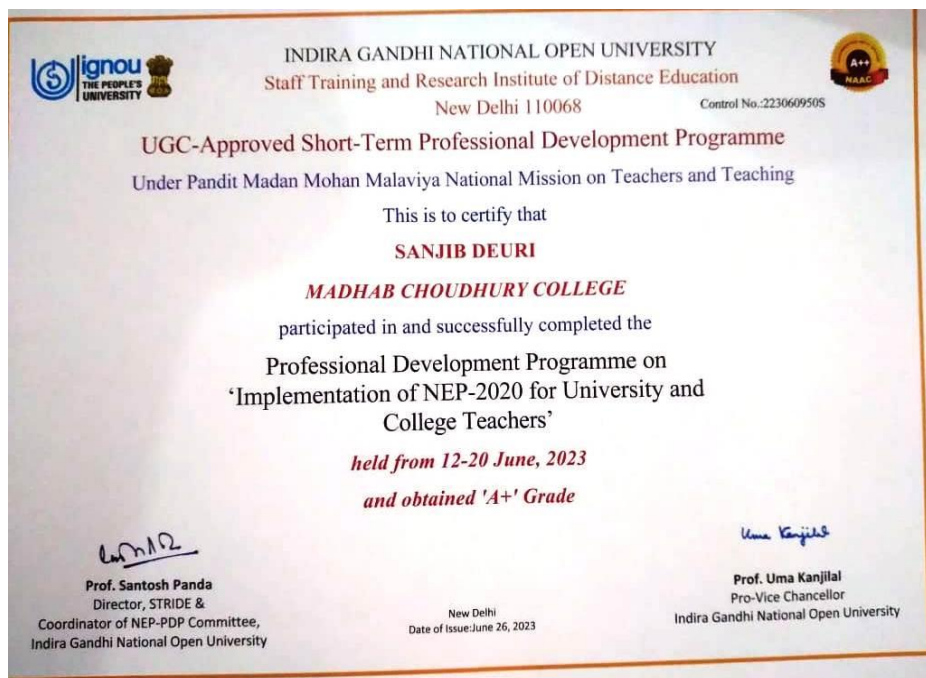 ignou
THE PEOPLE'S
UNIVERSITY
INDIRA GANDHI NATIONAL OPEN UNIVERSITY
Staff Training and Research Institute of Distance Education
New Delhi 110068
Control No.:223060950S
A++
NAAC
UGC-Approved Short-Term Professional Development Programme
Under Pandit Madan Mohan Malaviya National Mission on Teachers and Teaching
This is to certify that
SANJIB DEURI
MADHAB CHOUDHURY COLLEGE
participated in and successfully completed the
Professional Development Programme on
‘Implementation of NEP-2020 for University and
College Teachers’
held from 12-20 June, 2023
and obtained 'A+' Grade
Prof. Santosh Panda
Director, STRIDE &
Coordinator of NEP-PDP Committee,
Indira Gandhi National Open University
New Delhi
Date of Issue:June 26, 2023
Uma Kanjilal
Prof. Uma Kanjilal
Pro-Vice Chancellor
Indira Gandhi National Open University